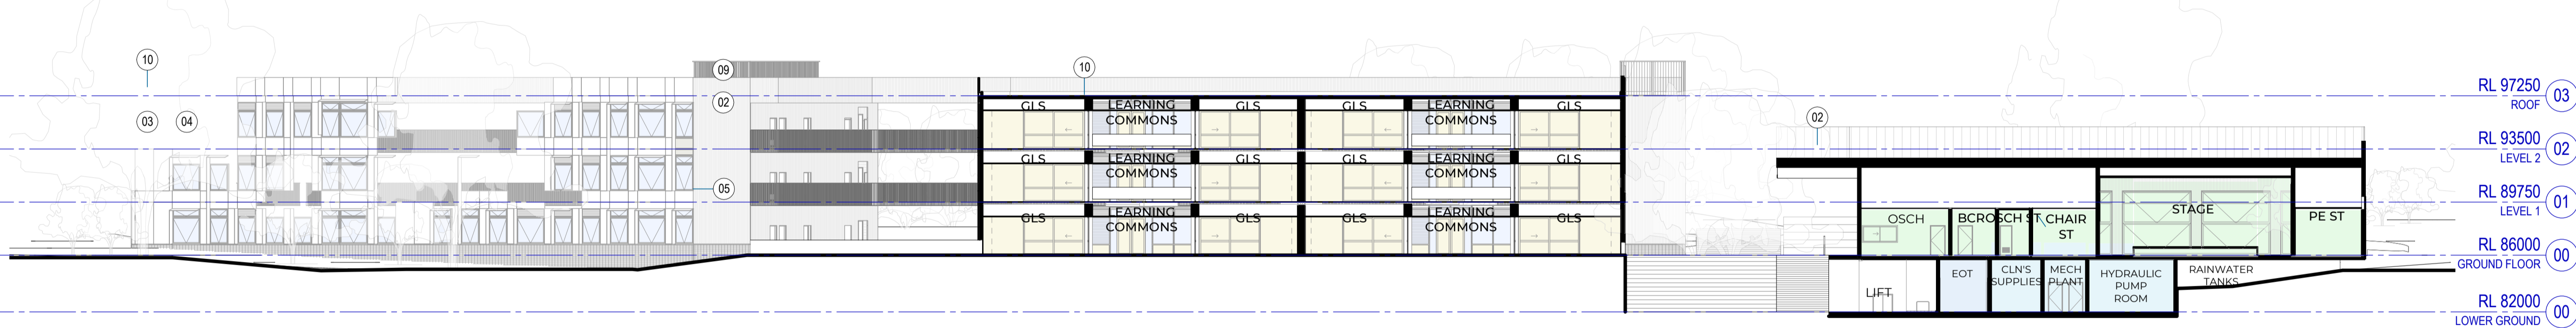 10
09
10
RL 97250
03
ROOF
02
03
04
02
GLS
LEARNING
COMMONS
GLS
GLS
LEARNING
COMMONS
GLS
RL 93500
02
LEVEL 2
GLS
LEARNING
COMMONS
GLS
GLS
LEARNING
COMMONS
GLS
05
RL 89750
01
LEVEL 1
GLS
LEARNING
COMMONS
GLS
GLS
LEARNING
COMMONS
GLS
OSCH
BCR
OSCH ST
CHAIR
ST
STAGE
PE ST
RL 86000
00
GROUND FLOOR
LIFT
EOT
CLN'S
SUPPLIES
MECH
PLANT
HYDRAULIC
PUMP
ROOM
RAINWATER
TANKS
RL 82000
00
LOWER GROUND
02